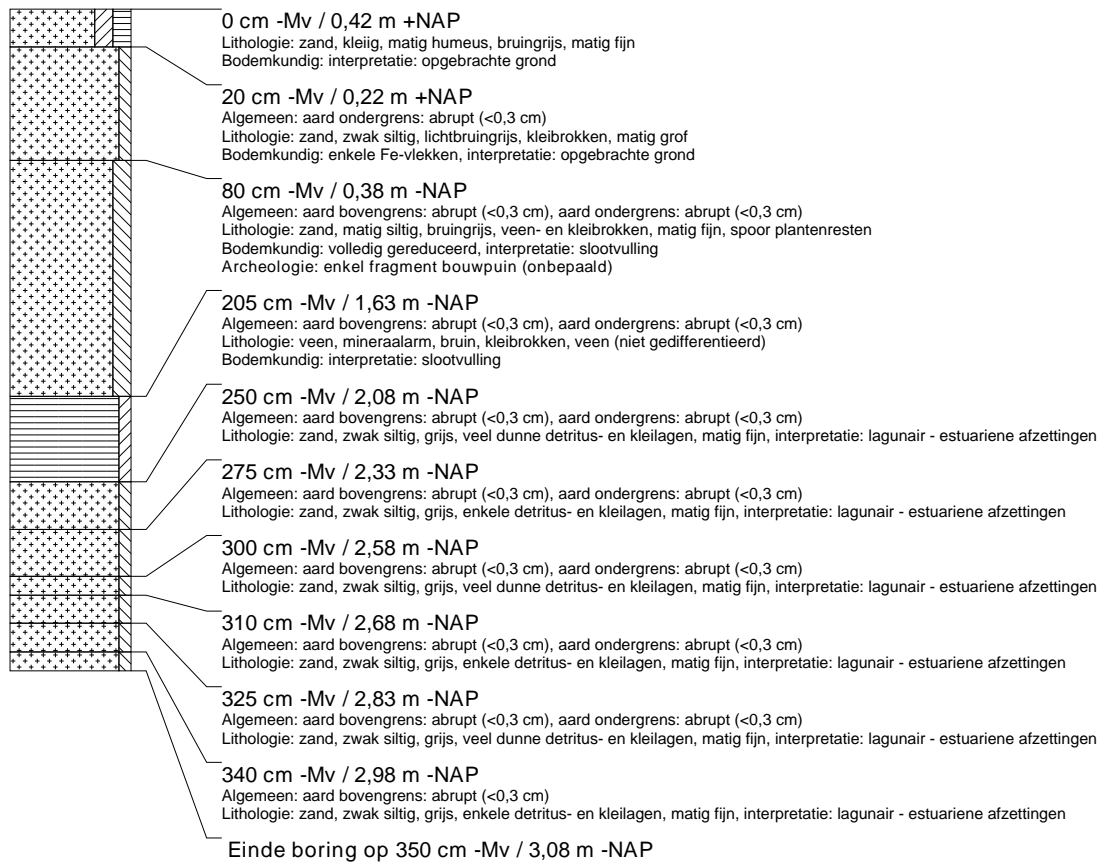 0 cm -Mv / 0,42 m +NAP
Lithologie: zand, kleiig, matig humeus, bruingrijs, matig fijn
Bodemkundig: interpretatie: opgebrachte grond
20 cm -Mv / 0,22 m +NAP
Algemeen: aard ondergrens: abrupt (<0,3 cm)
Lithologie: zand, zwak siltig, lichtbruingrijs, kleibrokken, matig grof
Bodemkundig: enkele Fe-vlekken, interpretatie: opgebrachte grond
80 cm -Mv / 0,38 m -NAP
Algemeen: aard bovengrens: abrupt (<0,3 cm), aard ondergrens: abrupt (<0,3 cm)
Lithologie: zand, matig siltig, bruingrijs, veen- en kleibrokken, matig fijn, spoor plantenresten
Bodemkundig: volledig gereduceerd, interpretatie: slootvulling
Archeologie: enkel fragment bouwpuin (onbepaald)
205 cm -Mv / 1,63 m -NAP
Algemeen: aard bovengrens: abrupt (<0,3 cm), aard ondergrens: abrupt (<0,3 cm)
Lithologie: veen, mineraalarm, bruin, kleibrokken, veen (niet gedifferentieerd)
Bodemkundig: interpretatie: slootvulling
250 cm -Mv / 2,08 m -NAP
Algemeen: aard bovengrens: abrupt (<0,3 cm), aard ondergrens: abrupt (<0,3 cm)
Lithologie: zand, zwak siltig, grijs, veel dunne detritus- en kleilagen, matig fijn, interpretatie: lagunair - estuariene afzettingen
275 cm -Mv / 2,33 m -NAP
Algemeen: aard bovengrens: abrupt (<0,3 cm), aard ondergrens: abrupt (<0,3 cm)
Lithologie: zand, zwak siltig, grijs, enkele detritus- en kleilagen, matig fijn, interpretatie: lagunair - estuariene afzettingen
300 cm -Mv / 2,58 m -NAP
Algemeen: aard bovengrens: abrupt (<0,3 cm), aard ondergrens: abrupt (<0,3 cm)
Lithologie: zand, zwak siltig, grijs, veel dunne detritus- en kleilagen, matig fijn, interpretatie: lagunair - estuariene afzettingen
310 cm -Mv / 2,68 m -NAP
Algemeen: aard bovengrens: abrupt (<0,3 cm), aard ondergrens: abrupt (<0,3 cm)
Lithologie: zand, zwak siltig, grijs, enkele detritus- en kleilagen, matig fijn, interpretatie: lagunair - estuariene afzettingen
325 cm -Mv / 2,83 m -NAP
Algemeen: aard bovengrens: abrupt (<0,3 cm), aard ondergrens: abrupt (<0,3 cm)
Lithologie: zand, zwak siltig, grijs, veel dunne detritus- en kleilagen, matig fijn, interpretatie: lagunair - estuariene afzettingen
340 cm -Mv / 2,98 m -NAP
Algemeen: aard bovengrens: abrupt (<0,3 cm)
Lithologie: zand, zwak siltig, grijs, enkele detritus- en kleilagen, matig fijn, interpretatie: lagunair - estuariene afzettingen
Einde boring op 350 cm -Mv / 3,08 m -NAP